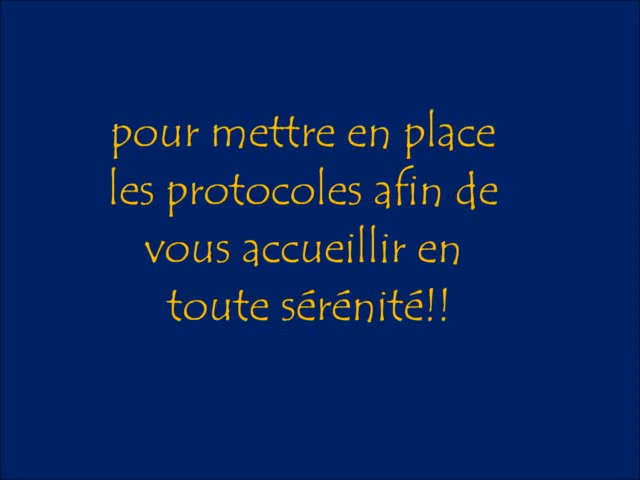 pour mettre en place
les protocoles afin de
vous accueillir en
toute sérénité!!